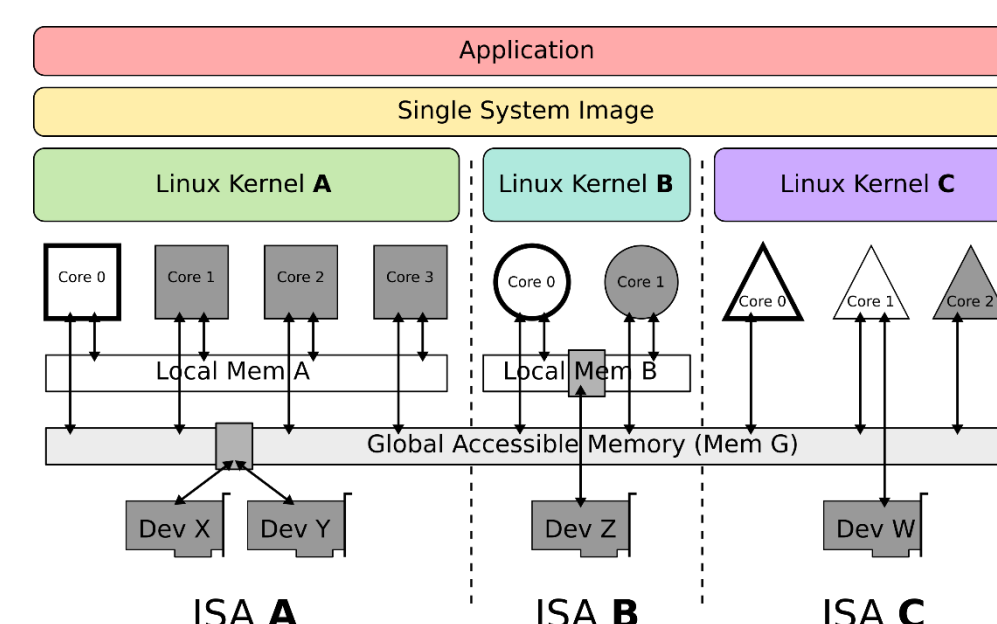 Application
Single System Image
Linux Kernel A
Linux Kernel B
Linux Kernel C
Core 0
Core 1
Core 2
Core 3
Core 0
Core 1
Core 0
Core 1
Core 2
Local Mem A
Local Mem B
Global Accessible Memory (Mem G)
Dev X
Dev Y
Dev Z
Dev W
ISA A
ISA B
ISA C